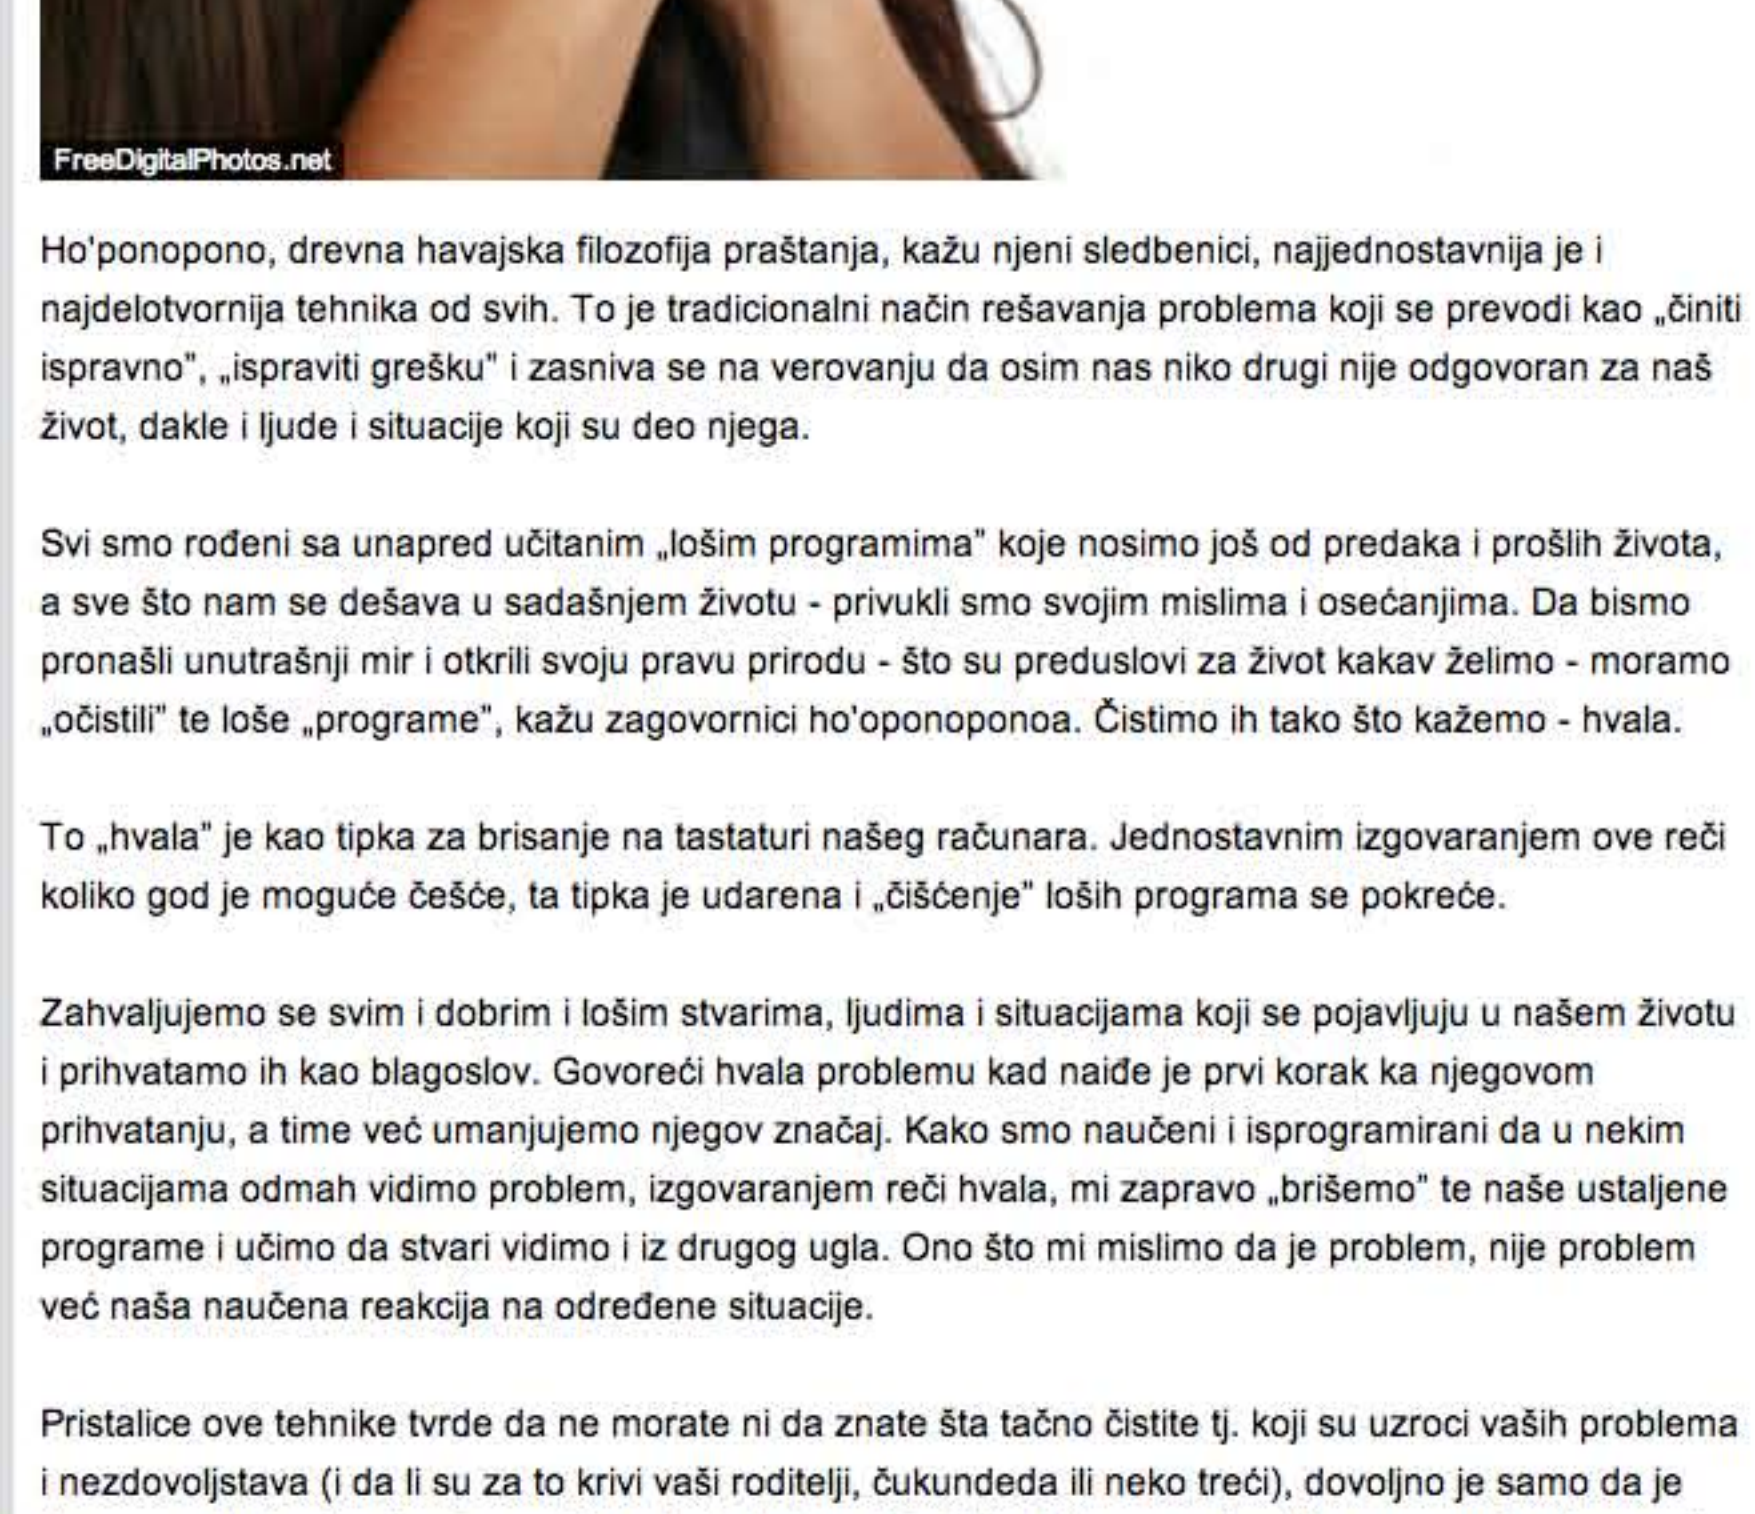 FreeDigitalPhotos.net
Ho'ponopono, drevna havajska filozofija praštanja, kažu njeni sledbenici, najjednostavnija je i
najdelotvornija tehnika od svih. To je tradicionalni način rešavanja problema koji se prevodi kao „činiti
ispravno”, „ispraviti grešku” i zasniva se na verovanju da osim nas niko drugi nije odgovoran za naš
život, dakle i ljude i situacije koji su deo njega.
Svi smo rođeni sa unapred učitanim „lošim programima” koje nosimo još od predaka i prošlih života,
a sve što nam se dešava u sadašnjem životu - privukli smo svojim mislima i osećanjima. Da bismo
pronašli unutrašnji mir i otkrili svoju pravu prirodu - što su preduslovi za život kakav želimo - moramo
„očistili” te loše „programe”, kažu zagovornici ho'oponoponoa. Čistimo ih tako što kažemo - hvala.
To „hvala” je kao tipka za brisanje na tastaturi našeg računara. Jednostavnim izgovaranjem ove reči
koliko god je moguće češće, ta tipka je udarena i „čišćenje” loših programa se pokreće.
Zahvaljujemo se svim i dobrim i lošim stvarima, ljudima i situacijama koji se pojavljuju u našem životu
i prihvatamo ih kao blagoslov. Govoreći hvala problemu kad naiđe je prvi korak ka njegovom
prihvatanju, a time već umanjujemo njegov značaj. Kako smo naučeni i isprogramirani da u nekim
situacijama odmah vidimo problem, izgovaranjem reči hvala, mi zapravo „brišemo” te naše ustaljene
programe i učimo da stvari vidimo i iz drugog ugla. Ono što mi mislimo da je problem, nije problem
već naša naučena reakcija na određene situacije.
Pristalice ove tehnike tvrde da ne morate ni da znate šta tačno čistite tj. koji su uzroci vaših problema
i nezdovoljstava (i da li su za to krivi vaši roditelji, čukundeda ili neko treći), dovoljno je samo da je